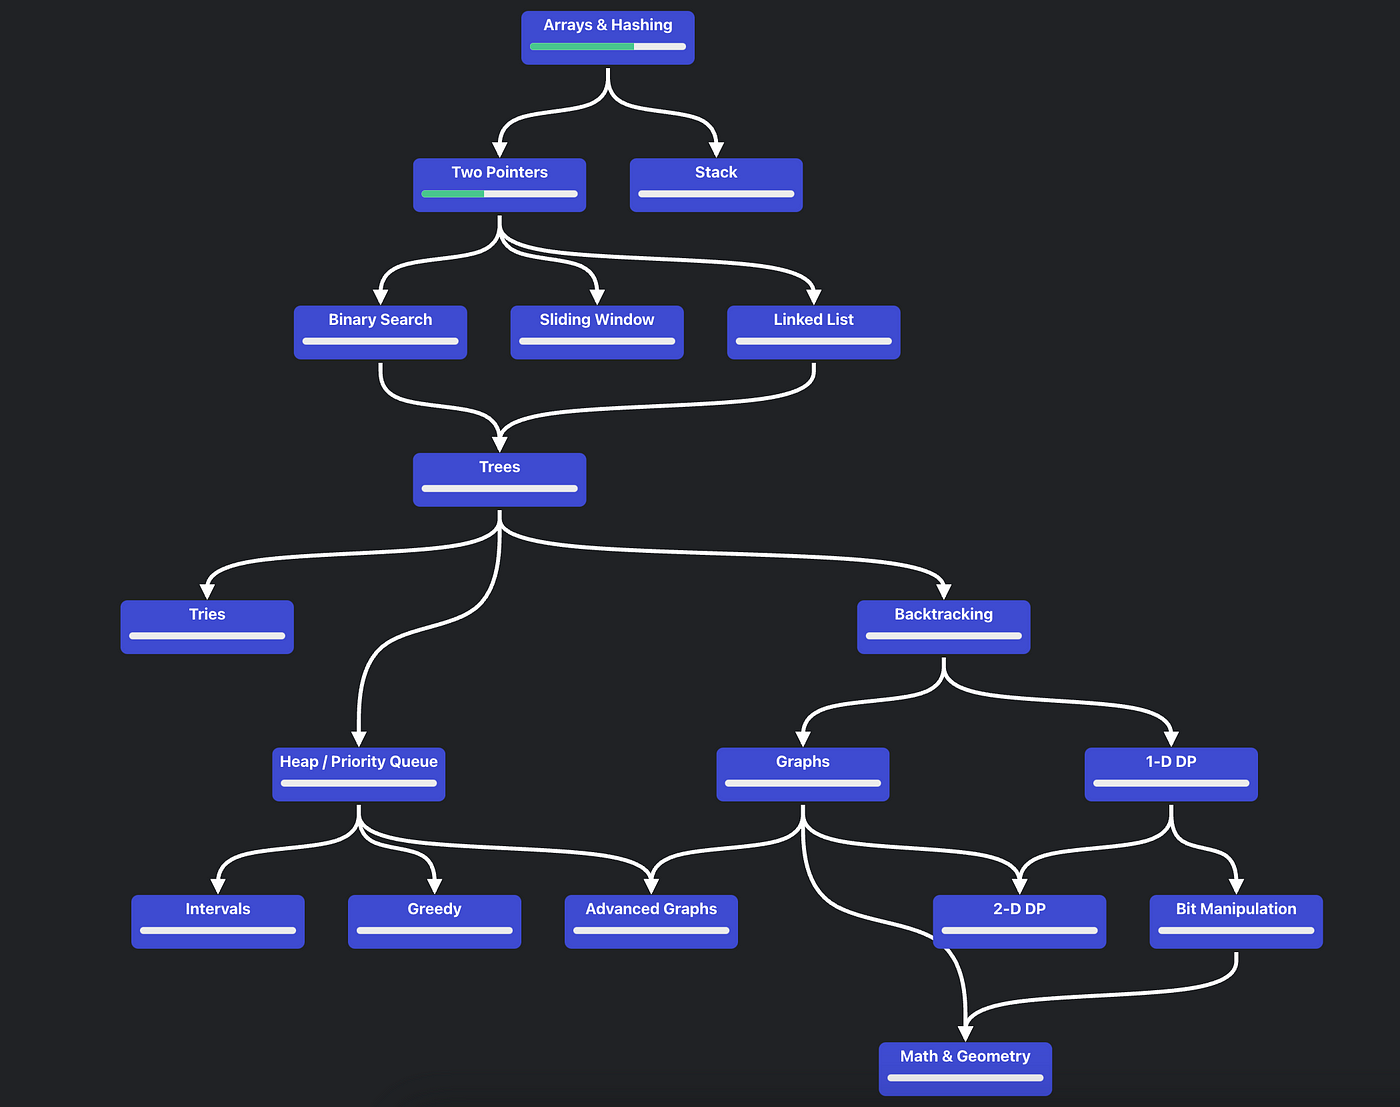 Arrays & Hashing
Two Pointers
Stack
Binary Search
Sliding Window
Linked List
Trees
Tries
Backtracking
Heap / Priority Queue
Graphs
1-D DP
Intervals
Greedy
Advanced Graphs
2-D DP
Bit Manipulation
Math & Geometry